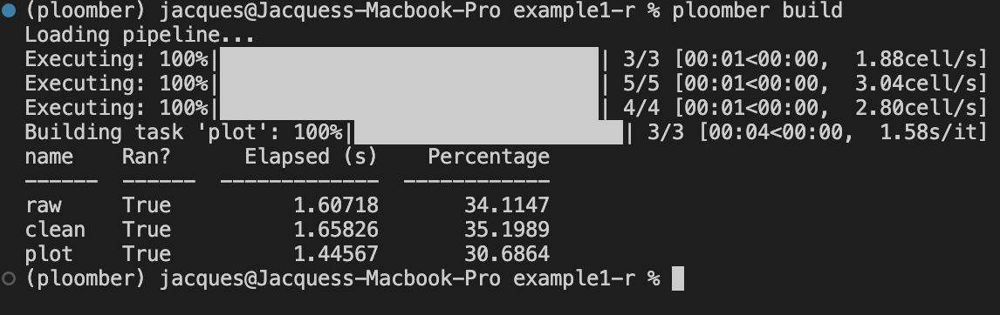 (ploomber) jacques@Jacquess-Macbook-Pro example1-r % ploomber build
Loading pipeline...
Executing: 100%| | 3/3 [00:01<00:00, 1.88cell/s]
Executing: 100%| | 5/5 [00:01<00:00, 3.04cell/s]
Executing: 100%| | 4/4 [00:01<00:00, 2.80cell/s]
Building task 'plot': 100%| | 3/3 [00:04<00:00, 1.58s/it]
name    Ran?      Elapsed (s)    Percentage
------  ------  -------------  ------------
raw     True          1.60718       34.1147
clean   True          1.65826       35.1989
plot    True          1.44567       30.6864
(ploomber) jacques@Jacquess-Macbook-Pro example1-r %